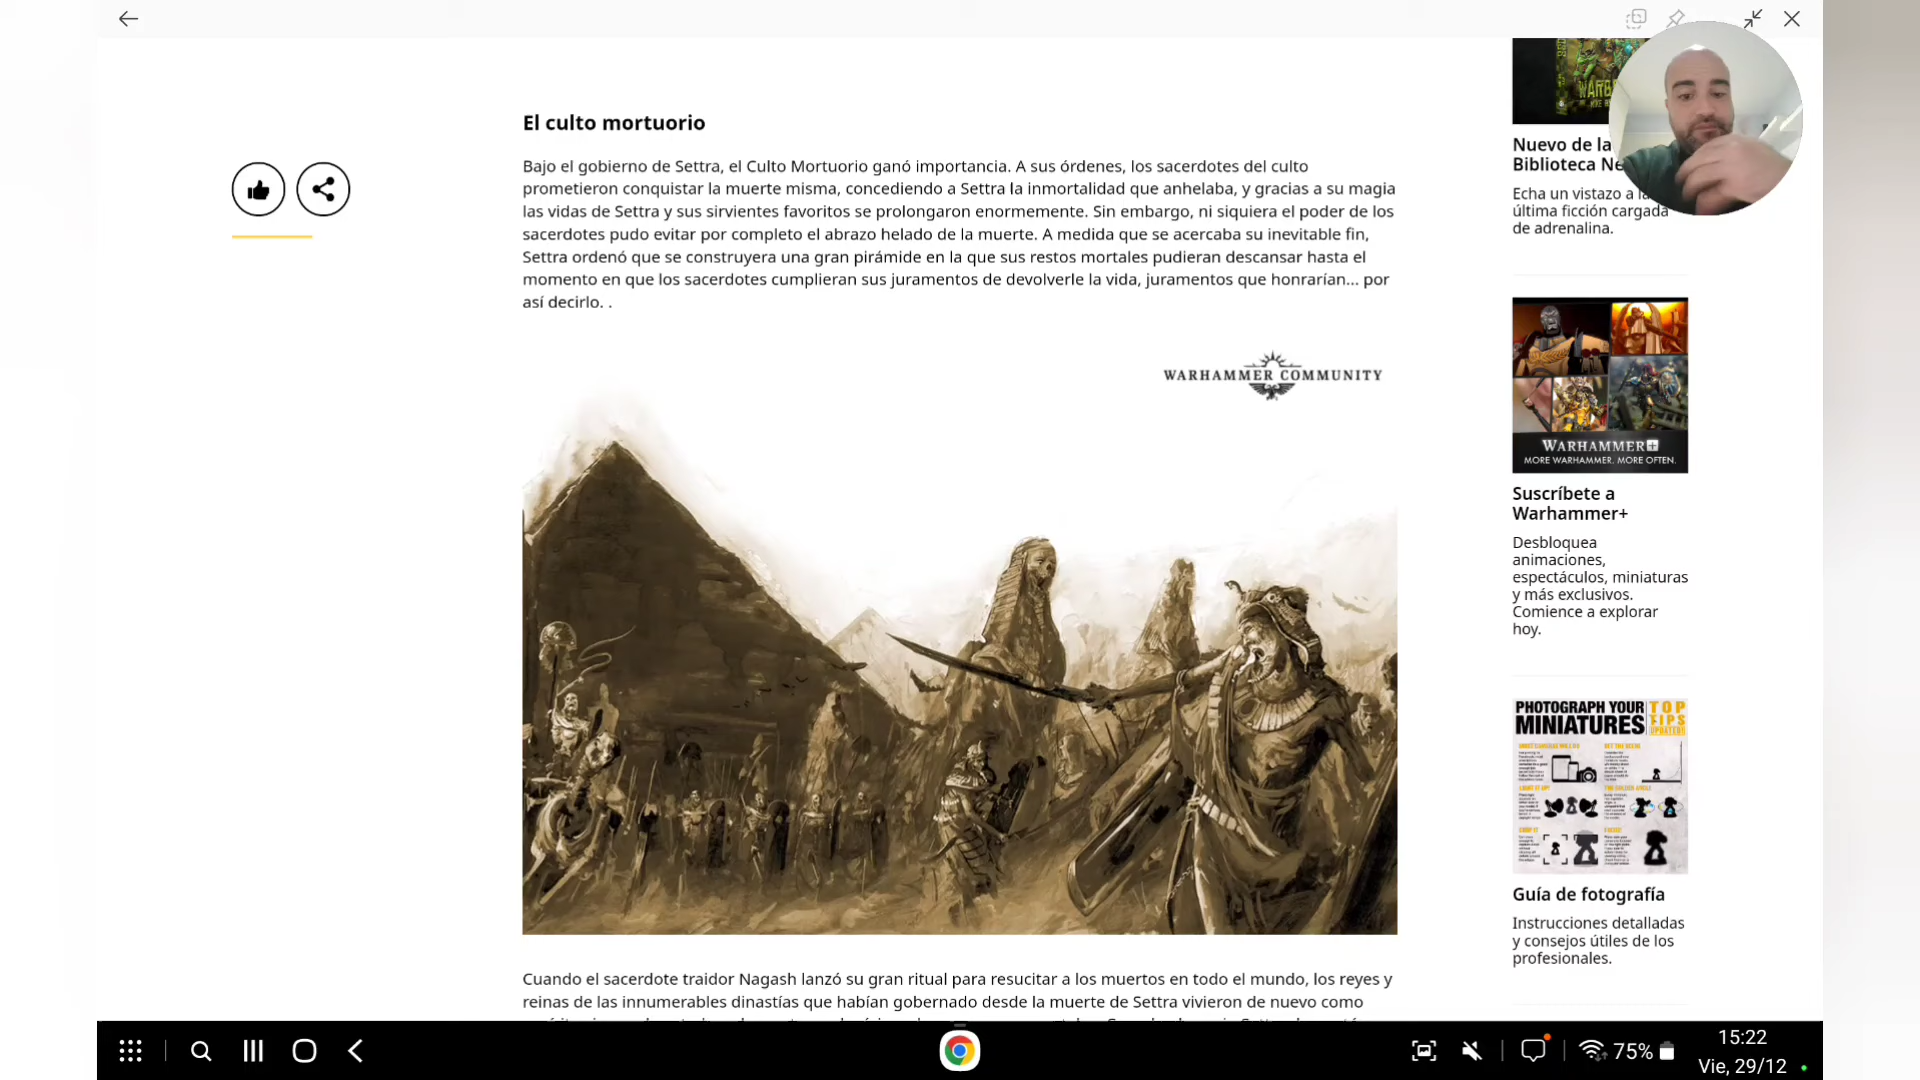 El culto mortuorio
Bajo el gobierno de Settra, el Culto Mortuorio ganó importancia. A sus órdenes, los sacerdotes del culto
prometieron conquistar la muerte misma, concediendo a Settra la inmortalidad que anhelaba, y gracias a su magia
las vidas de Settra y sus sirvientes favoritos se prolongaron enormemente. Sin embargo, ni siquiera el poder de los
sacerdotes pudo evitar por completo el abrazo helado de la muerte. A medida que se acercaba su inevitable fin,
Settra ordenó que se construyera una gran pirámide en la que sus restos mortales pudieran descansar hasta el
momento en que los sacerdotes cumplieran sus juramentos de devolverle la vida, juramentos que honrarían... por
así decirlo. .
WARHAMMER COMMUNITY
Cuando el sacerdote traidor Nagash lanzó su gran ritual para resucitar a los muertos en todo el mundo, los reyes y
reinas de las innumerables dinastías que habían gobernado desde la muerte de Settra vivieron de nuevo como
Nuevo de la
Biblioteca
Echa un vistazo a
última ficción cargada
de adrenalina.
WARHAMMER+
MORE WARHAMMER. MORE OFTEN.
Suscríbete a
Warhammer+
Desbloquea
animaciones,
espectáculos, miniaturas
y más exclusivos.
Comience a explorar
hoy.
PHOTOGRAPH YOUR
MINIATURES
TOP
TIPS
UPDATED!
Guía de fotografía
Instrucciones detalladas
y consejos útiles de los
profesionales.
75%
15:22
Vie, 29/12